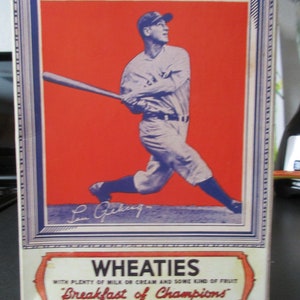 Lou Gehrig
WHEATIES
WITH PLENTY OF MILK OR CREAM AND SOME KIND OF FRUIT
"Breakfast of Champions"